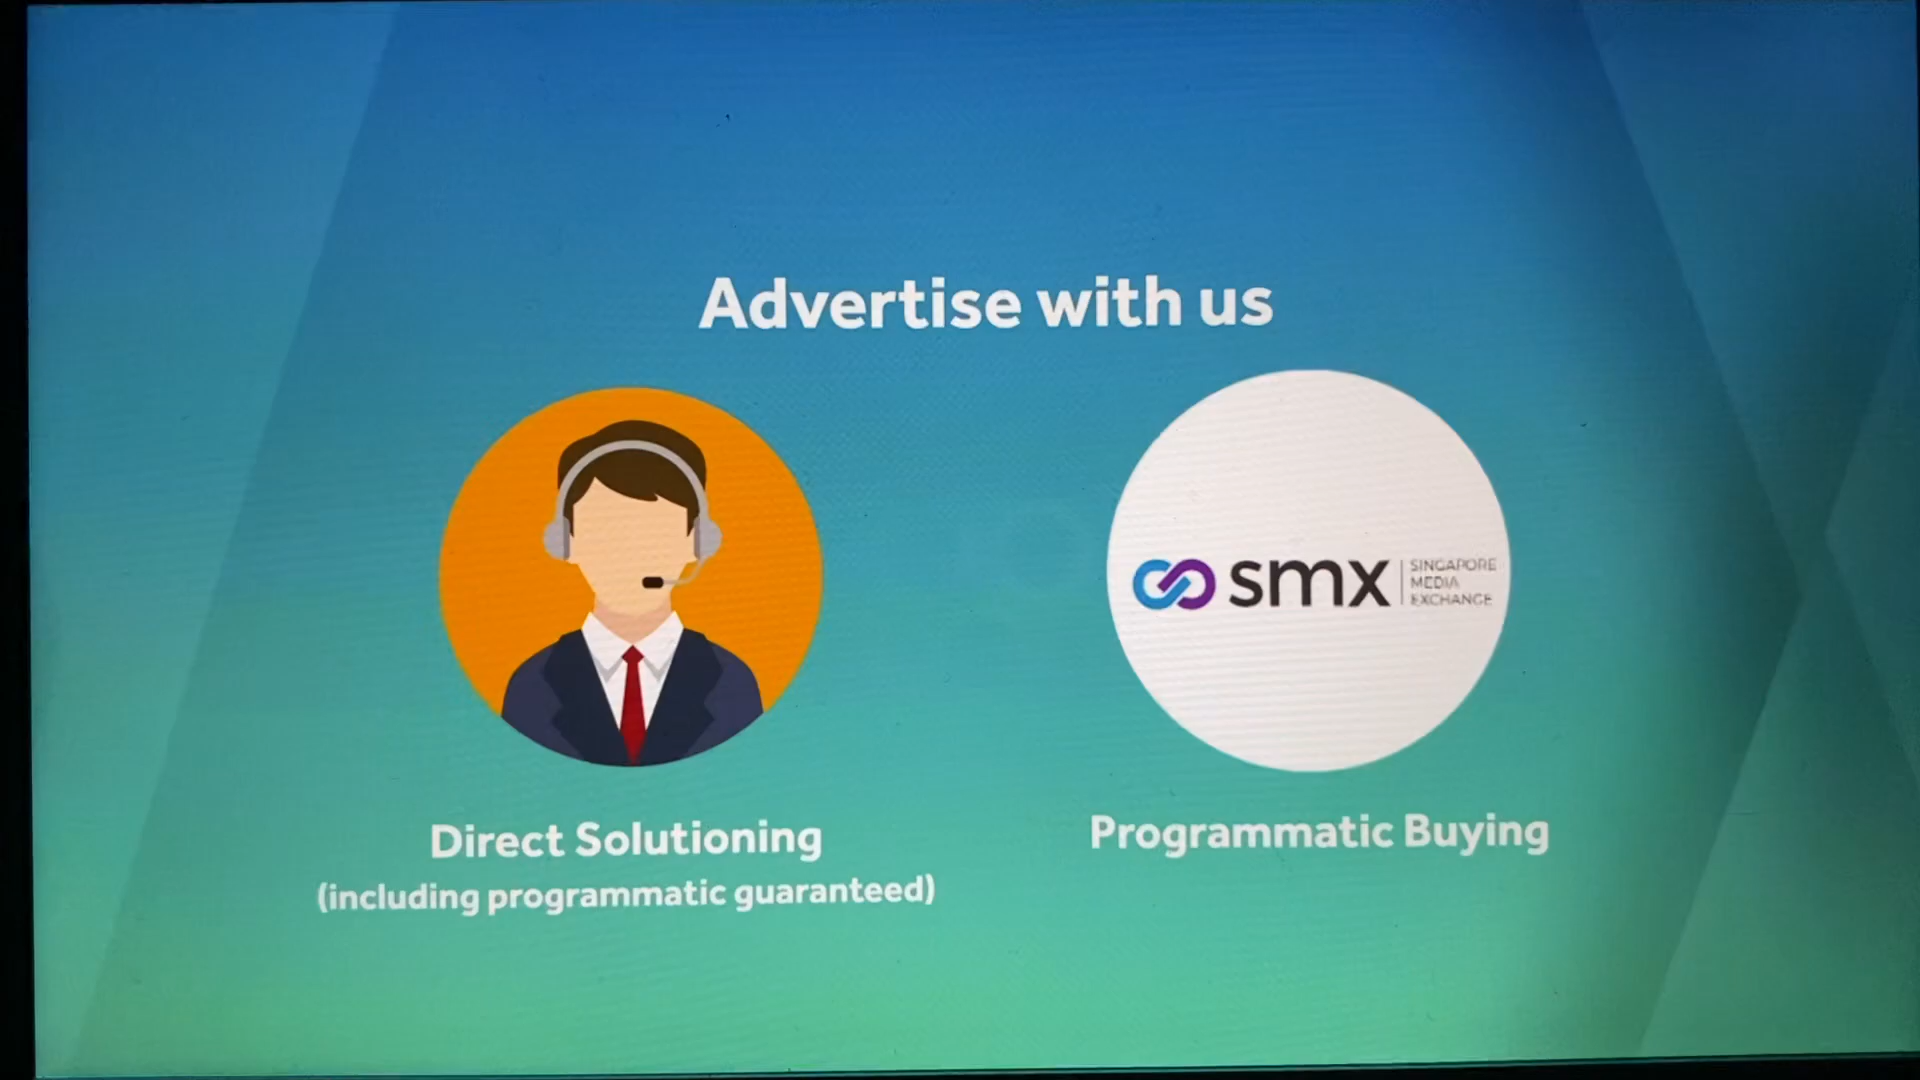 Advertise with us
smx
SINGAPORE
MEDIA
EXCHANGE
Direct Solutioning
(including programmatic guaranteed)
Programmatic Buying